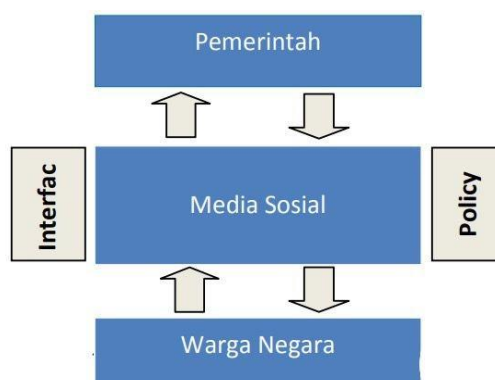 Pemerintah
Interfac
Media Sosial
Policy
Warga Negara